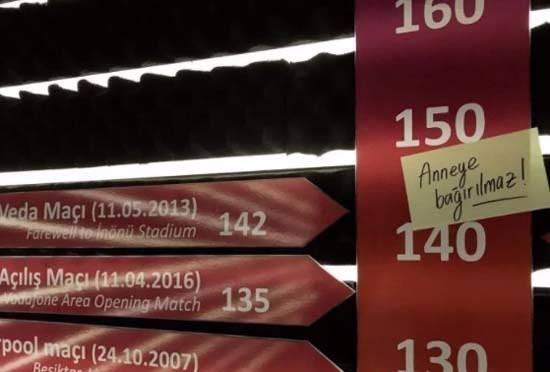 160
150
Anneye
bağırılmaz!
Veda Maçı (11.05.2013)
Farewell to İnönü Stadium
142
140
Açılış Maçı (11.04.2016)
Vodafone Area Opening Match
135
maçı (24.10.2007)
130